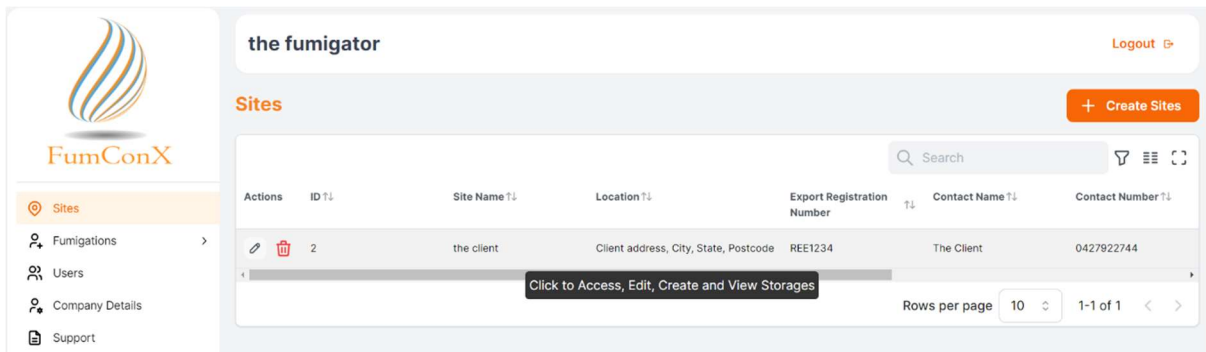 the fumigator
Logout
Sites
+ Create Sites
FumConX
Search
Actions ID Site Name Location Export Registration Number Contact Name Contact Number
2 the client Client address, City, State, Postcode REE1234 The Client 0427922744
Click to Access, Edit, Create and View Storages
Rows per page 10 1-1 of 1
Sites
Fumigations
Users
Company Details
Support